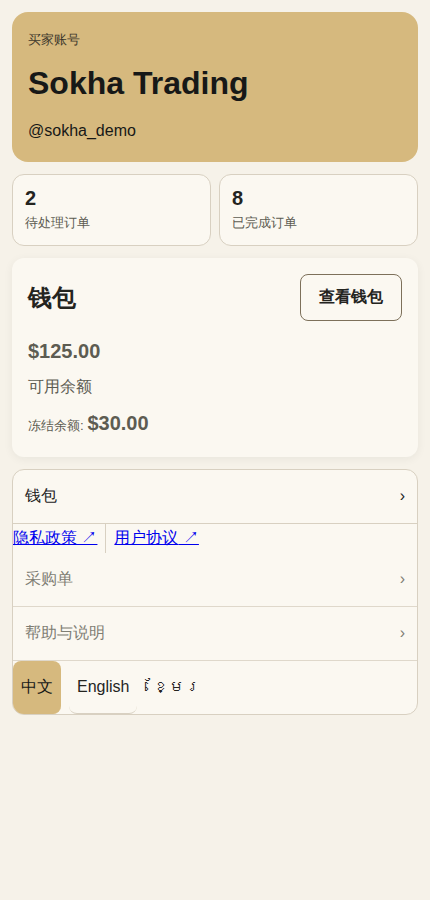 买家账号
Sokha Trading
@sokha_demo
2
待处理订单
8
已完成订单
钱包
查看钱包
$125.00
可用余额
冻结余额: $30.00
钱包 ›
隐私政策 ↗ 用户协议 ↗
采购单 ›
帮助与说明 ›
中文 English ខ្មែរ